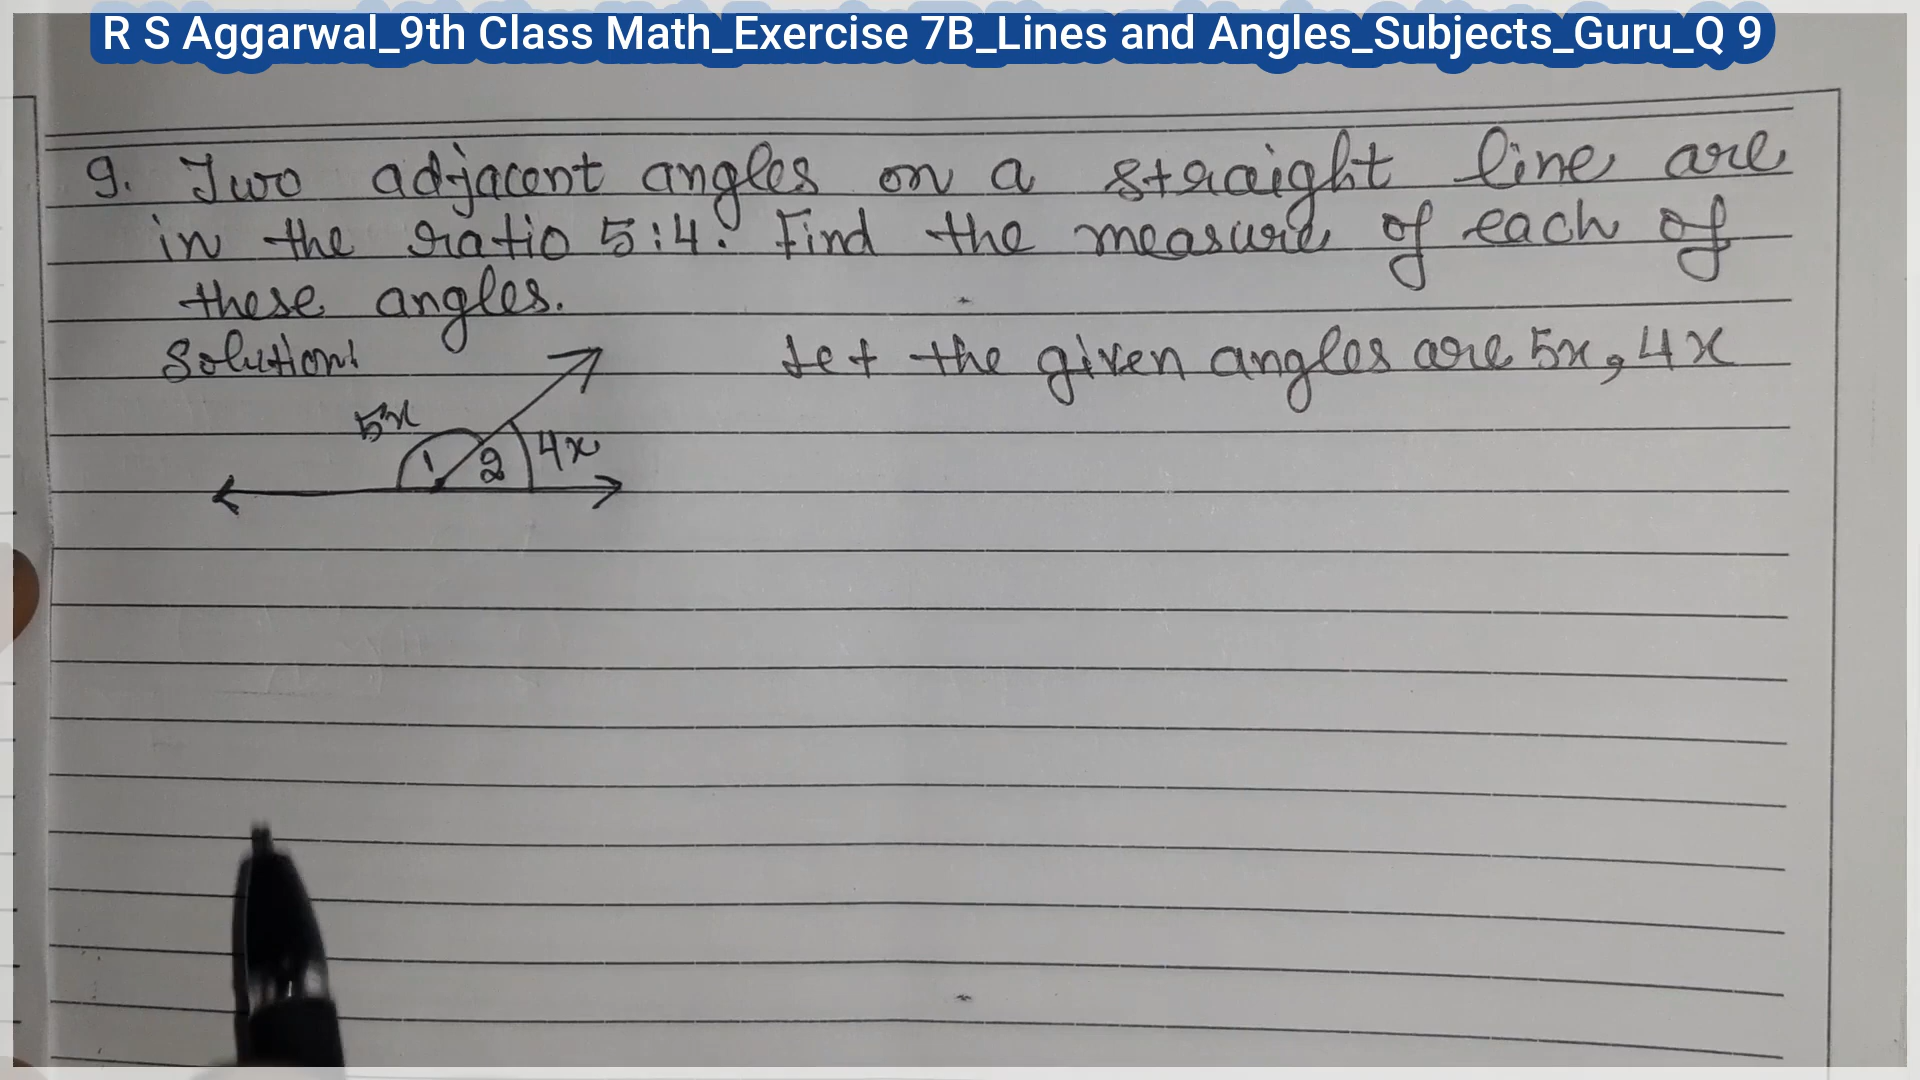 R S Aggarwal_9th Class Math_Exercise 7B_Lines and Angles_Subjects_Guru_Q 9
9. Two adjacent angles on a straight line are
in the ratio 5:4. Find the measure of each of
these angles.
Solution:
Let the given angles are 5x, 4x
5x
1 2 4x